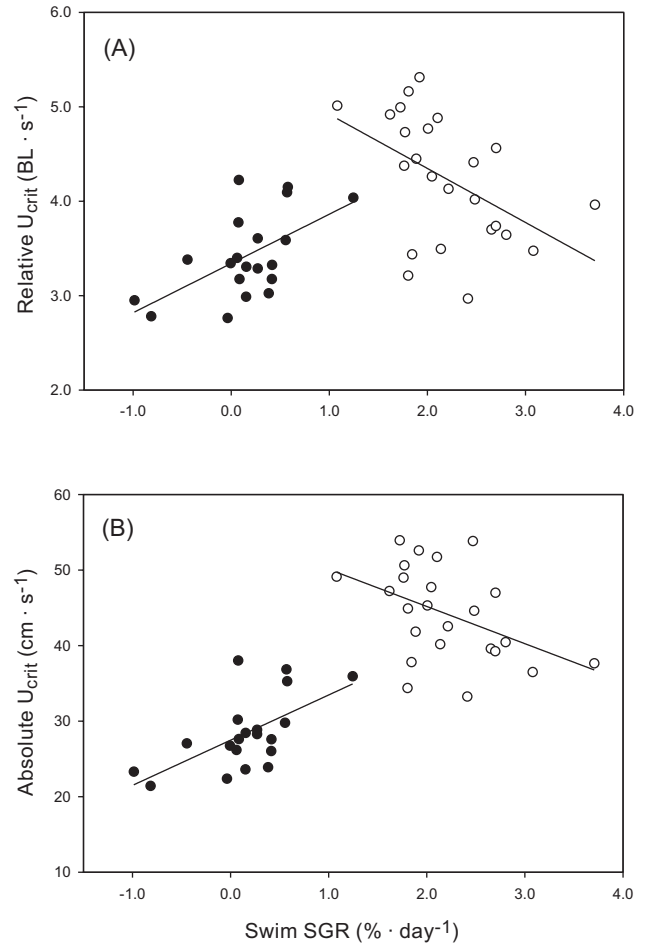 6.0
(A)
5.0
4.0
3.0
2.0
Relative Ucrit (BL · s-1)
-1.0 0.0 1.0 2.0 3.0 4.0
60
(B)
50
40
30
20
10
Absolute Ucrit (cm · s-1)
-1.0 0.0 1.0 2.0 3.0 4.0
Swim SGR (% · day-1)